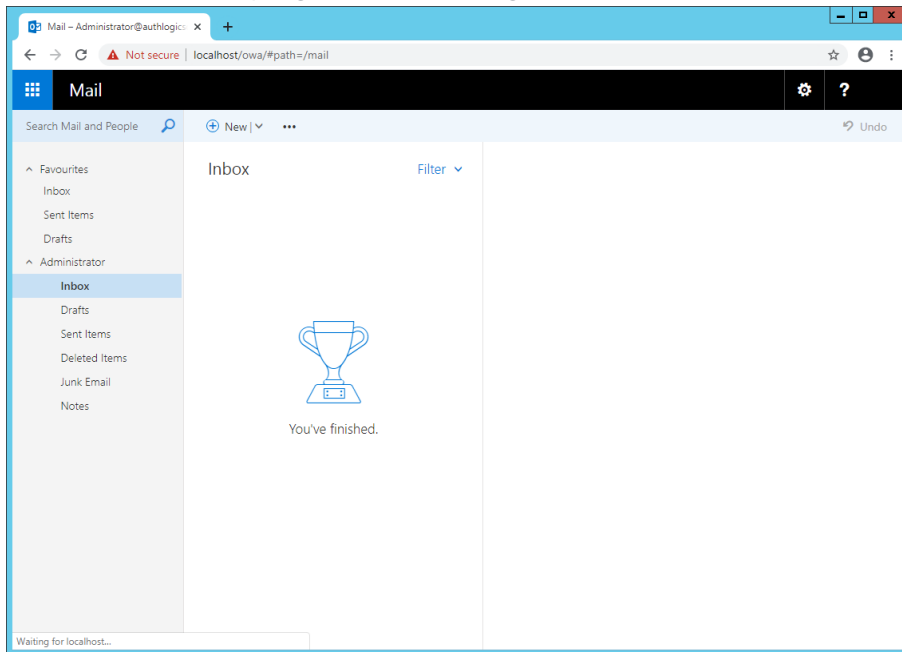 Mail – Administrator@authlogics
Not secure | localhost/owa/#path=/mail
Mail
?
Search Mail and People
New
Undo
Favourites
Inbox
Sent Items
Drafts
Administrator
Inbox
Drafts
Sent Items
Deleted Items
Junk Email
Notes
Inbox
Filter
You've finished.
Waiting for localhost...